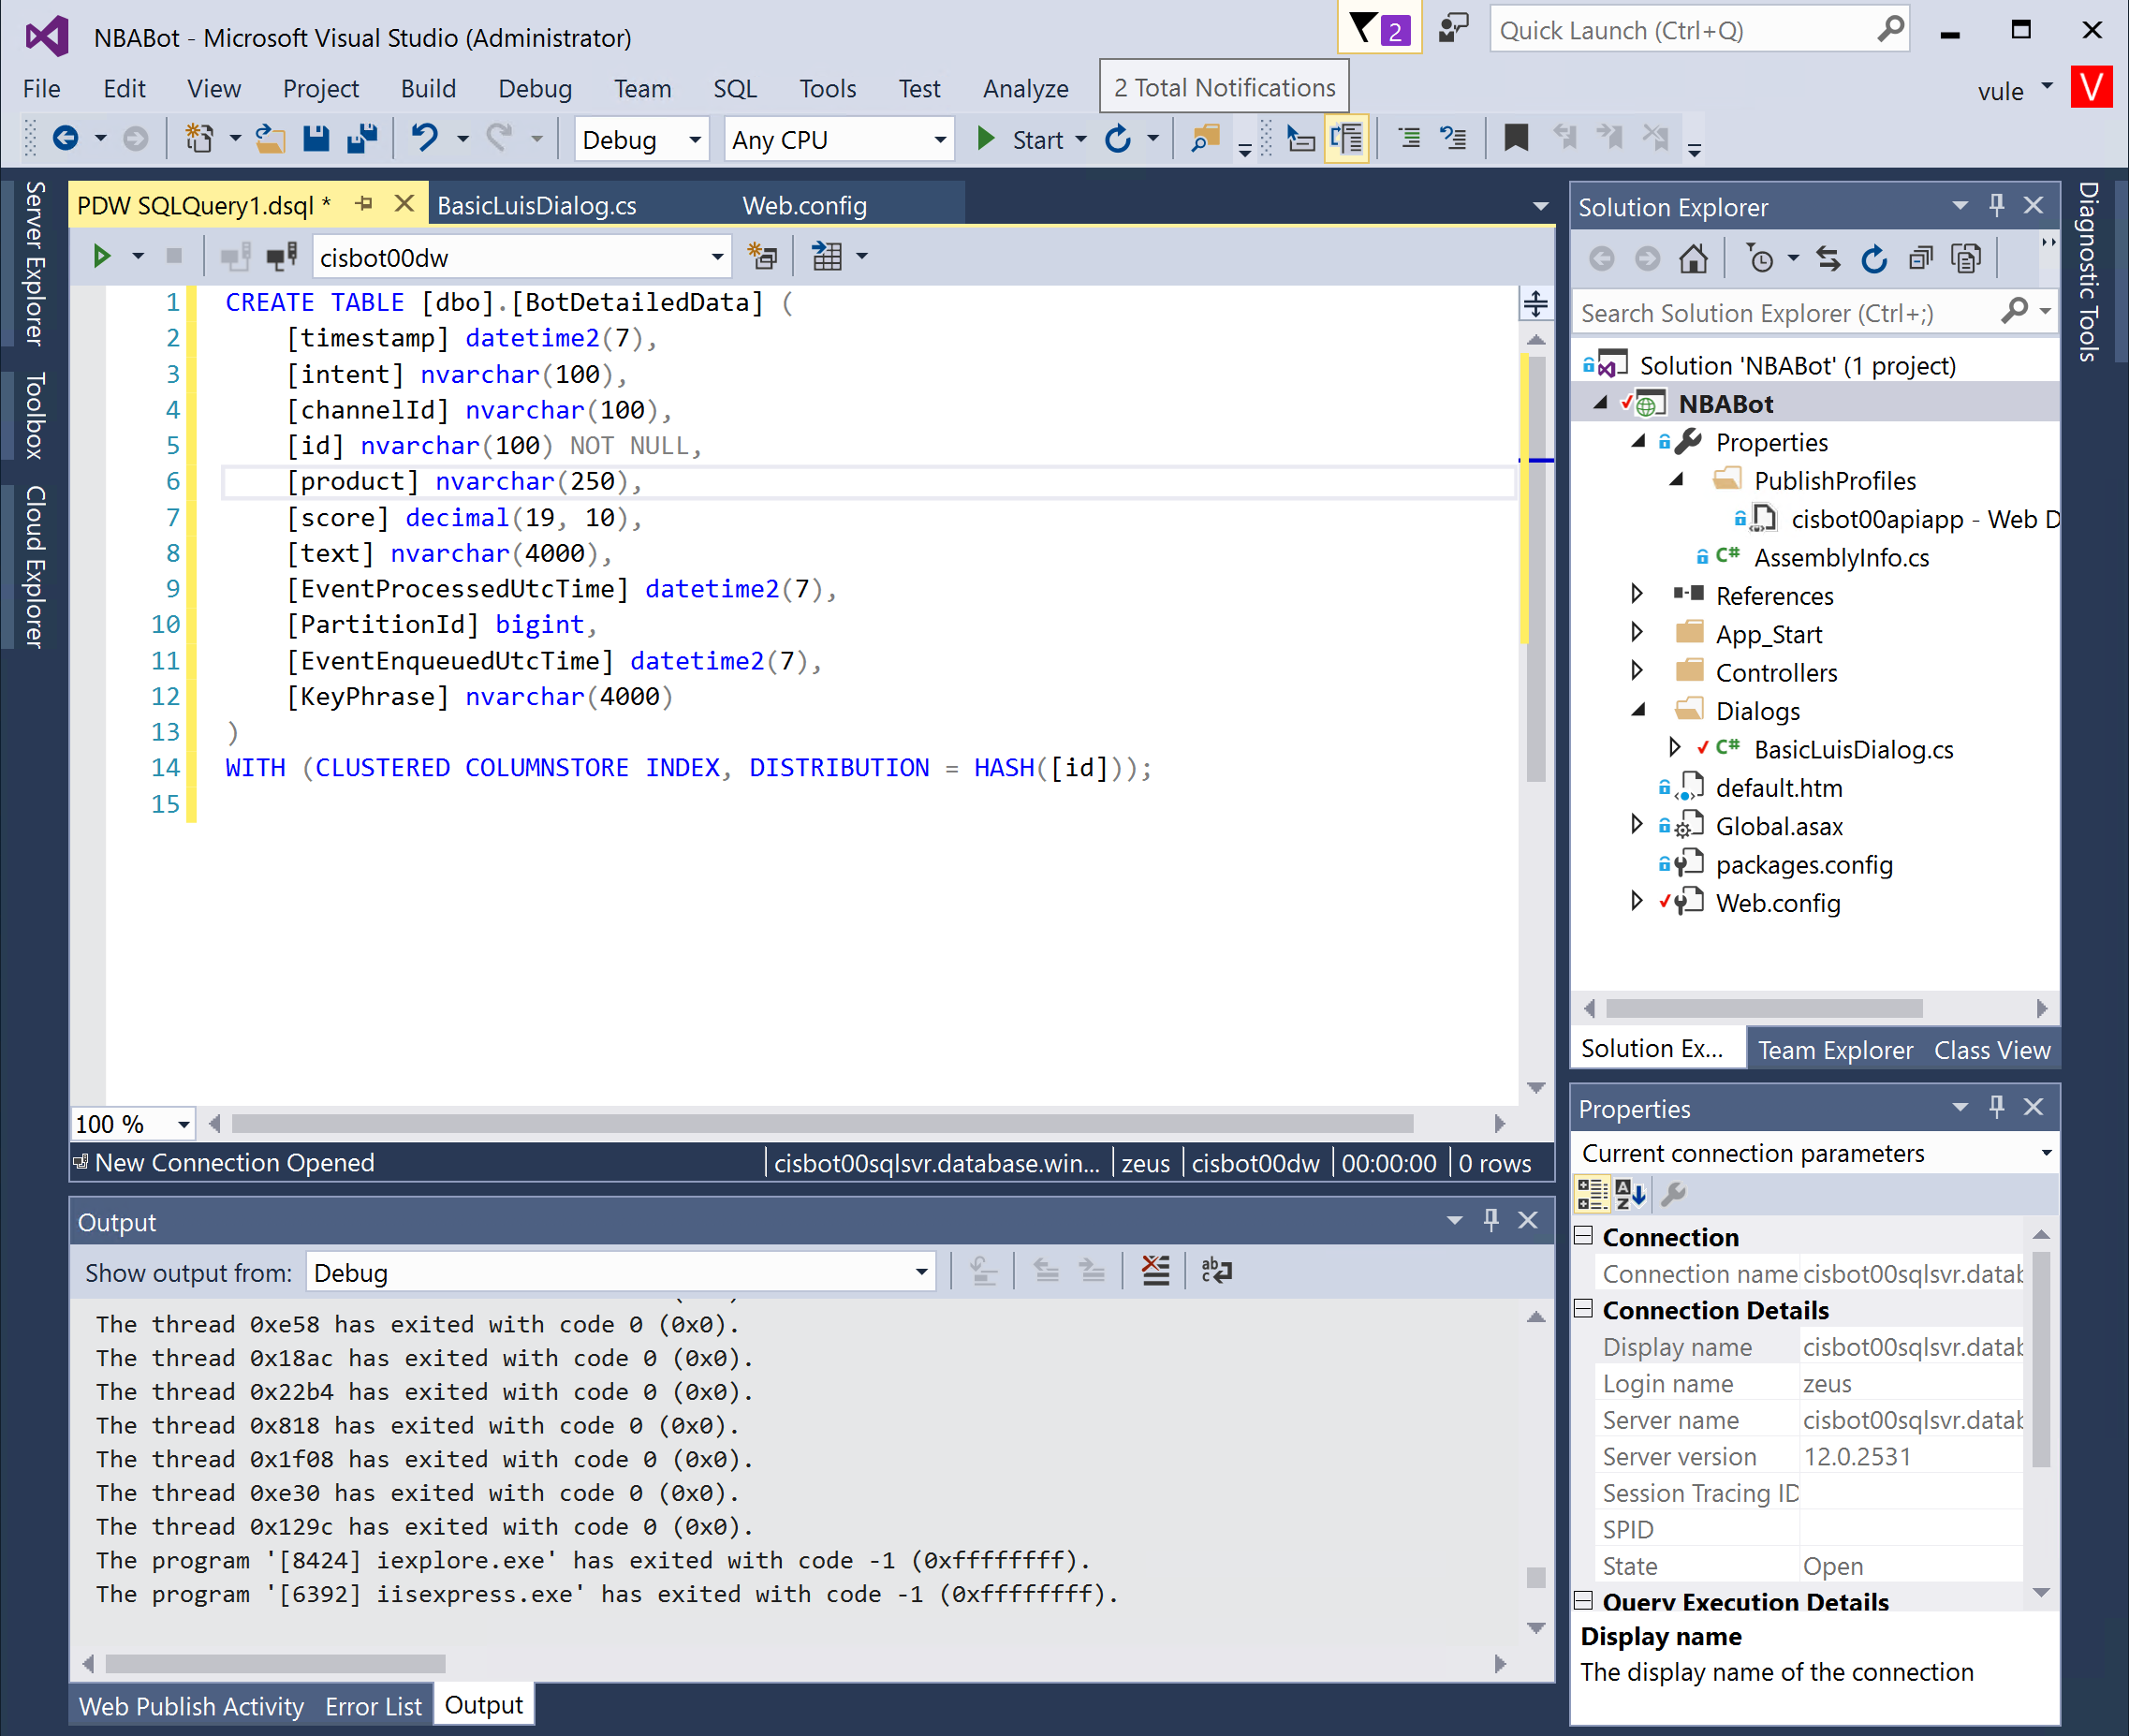 NBABot - Microsoft Visual Studio (Administrator)
2
Quick Launch (Ctrl+Q)
File Edit View Project Build Debug Team SQL Tools Test Analyze
2 Total Notifications
vule
V
Debug
Any CPU
Start
Server Explorer
Toolbox
Cloud Explorer
PDW SQLQuery1.dsql *
BasicLuisDialog.cs
Web.config
cisbot00dw
1 CREATE TABLE [dbo].[BotDetailedData] (
2 [timestamp] datetime2(7),
3 [intent] nvarchar(100),
4 [channelId] nvarchar(100),
5 [id] nvarchar(100) NOT NULL,
6 [product] nvarchar(250),
7 [score] decimal(19, 10),
8 [text] nvarchar(4000),
9 [EventProcessedUtcTime] datetime2(7),
10 [PartitionId] bigint,
11 [EventEnqueuedUtcTime] datetime2(7),
12 [KeyPhrase] nvarchar(4000)
13 )
14 WITH (CLUSTERED COLUMNSTORE INDEX, DISTRIBUTION = HASH([id]));
15
100 %
New Connection Opened
cisbot00sqlsvr.database.win...
zeus
cisbot00dw
00:00:00
0 rows
Output
Show output from: Debug
The thread 0xe58 has exited with code 0 (0x0).
The thread 0x18ac has exited with code 0 (0x0).
The thread 0x22b4 has exited with code 0 (0x0).
The thread 0x818 has exited with code 0 (0x0).
The thread 0x1f08 has exited with code 0 (0x0).
The thread 0xe30 has exited with code 0 (0x0).
The thread 0x129c has exited with code 0 (0x0).
The program '[8424] iexplore.exe' has exited with code -1 (0xffffffff).
The program '[6392] iisexpress.exe' has exited with code -1 (0xffffffff).
Web Publish Activity
Error List
Output
Solution Explorer
Search Solution Explorer (Ctrl+;)
Solution 'NBABot' (1 project)
NBABot
Properties
PublishProfiles
cisbot00apiapp - Web D
C# AssemblyInfo.cs
References
App_Start
Controllers
Dialogs
C# BasicLuisDialog.cs
default.htm
Global.asax
packages.config
Web.config
Solution Ex...
Team Explorer
Class View
Properties
Current connection parameters
Connection
Connection name cisbot00sqlsvr.datab
Connection Details
Display name cisbot00sqlsvr.datab
Login name zeus
Server name cisbot00sqlsvr.datab
Server version 12.0.2531
Session Tracing ID
SPID
State Open
Query Execution Details
Display name
The display name of the connection
Diagnostic Tools